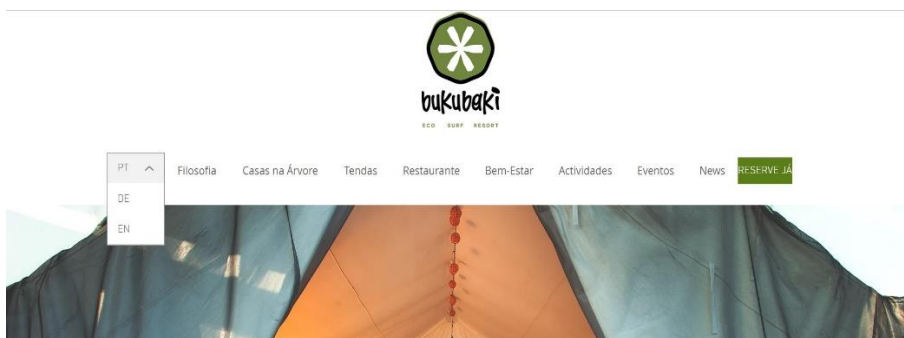 bukubaki
ECO SURF RESORT
PT Filosofia Casas na Árvore Tendas Restaurante Bem-Estar Actividades Eventos News RESERVE JÁ
DE
EN